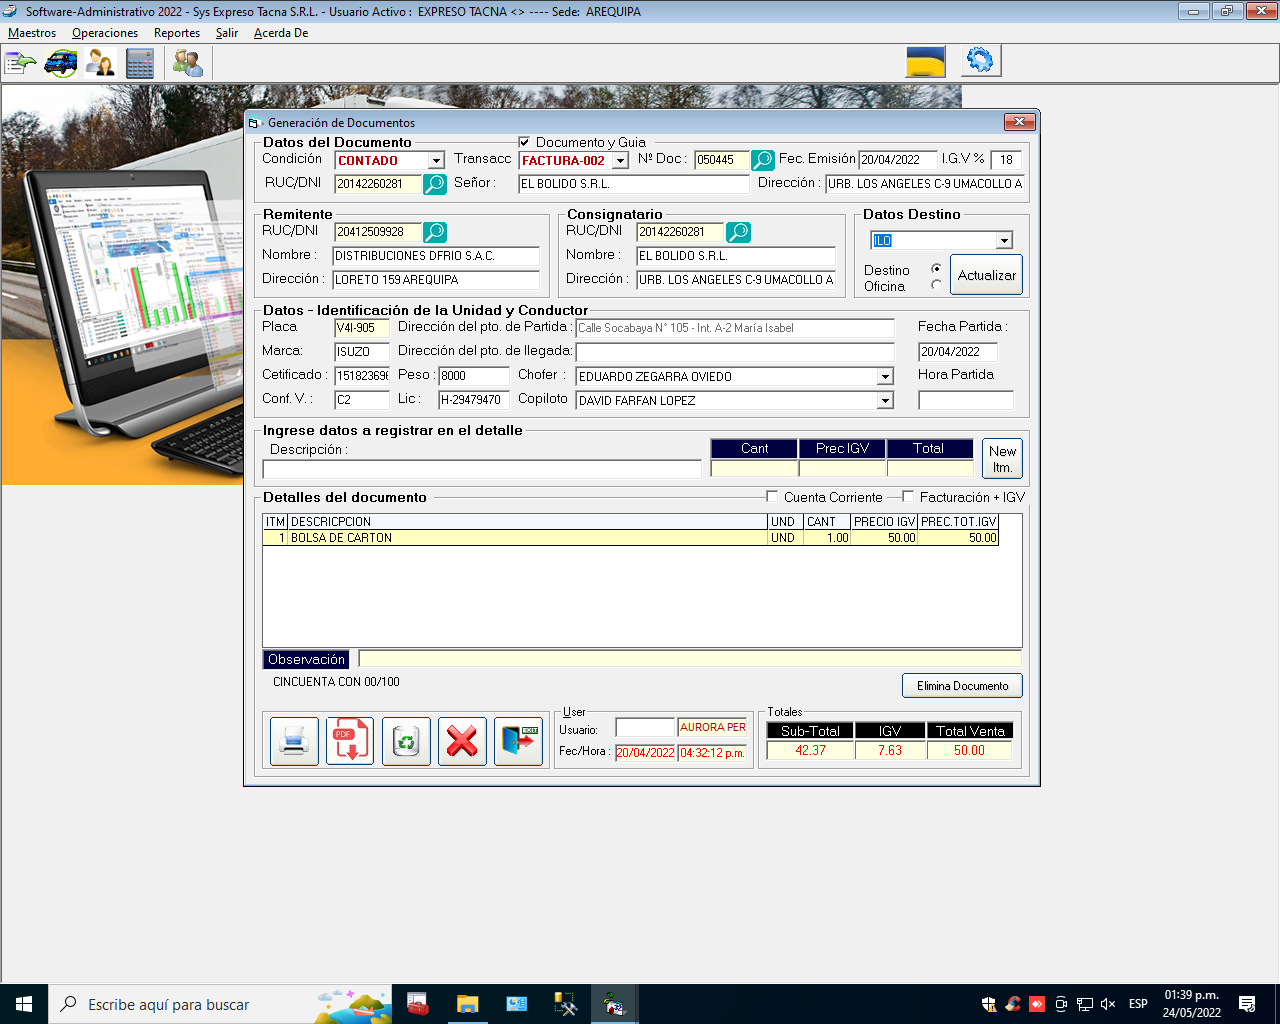 Software-Administrativo 2022 - Sys Expreso Tacna S.R.L. - Usuario Activo : EXPRESO TACNA <> ---- Sede: AREQUIPA
Maestros Operaciones Reportes Salir Acerda De
Generación de Documentos
Datos del Documento Documento y Guia
Condición CONTADO Transacc FACTURA-002 Nº Doc : 050445 Fec. Emisión 20/04/2022 I.G.V % 18
RUC/DNI 20142260281 Señor : EL BOLIDO S.R.L. Dirección : URB. LOS ANGELES C-9 UMACOLLO A
Remitente Consignatario Datos Destino
RUC/DNI 20412509928 RUC/DNI 20142260281 ILO
Nombre : DISTRIBUCIONES DFRIO S.A.C. Nombre : EL BOLIDO S.R.L.
Dirección : LORETO 159 AREQUIPA Dirección : URB. LOS ANGELES C-9 UMACOLLO A
Destino
Oficina
Actualizar
Datos - Identificación de la Unidad y Conductor
Placa V4I-905 Dirección del pto. de Partida : Calle Socabaya N° 105 - Int. A-2 María Isabel Fecha Partida :
Marca: ISUZO Dirección del pto. de llegada: 20/04/2022
Cetificado : 151823696 Peso : 8000 Chofer : EDUARDO ZEGARRA OVIEDO Hora Partida
Conf. V. : C2 Lic : H-29479470 Copiloto DAVID FARFAN LOPEZ
Ingrese datos a registrar en el detalle
Descripción : Cant Prec IGV Total New Itm.
Detalles del documento Cuenta Corriente Facturación + IGV
ITM DESCRICPCION UND CANT PRECIO IGV PREC.TOT.IGV
1 BOLSA DE CARTON UND 1.00 50.00 50.00
Observación
CINCUENTA CON 00/100 Elimina Documento
PDF
EXIT
User Totales
Usuario: AURORA PER Sub-Total IGV Total Venta
Fec/Hora : 20/04/2022 04:32:12 p.m. 42.37 7.63 50.00
Escribe aquí para buscar
ESP 01:39 p.m.
24/05/2022